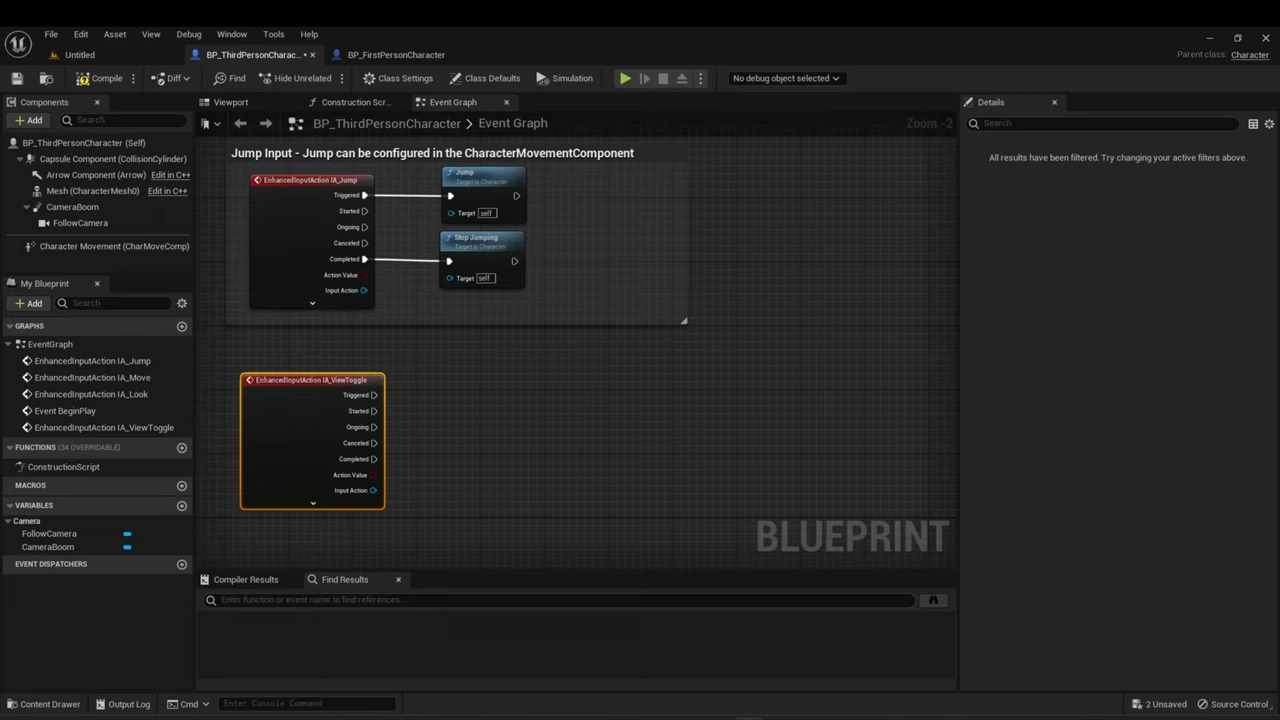 File Edit Asset View Debug Window Tools Help
Untitled BP_ThirdPersonCharac... • BP_FirstPersonCharacter Parent class: Character
Compile Diff Find Hide Unrelated Class Settings Class Defaults Simulation No debug object selected
Components Viewport Construction Scr... Event Graph Details
Add Search BP_ThirdPersonCharacter > Event Graph Zoom -2 Search
BP_ThirdPersonCharacter (Self)
Capsule Component (CollisionCylinder)
Arrow Component (Arrow) Edit in C++
Mesh (CharacterMesh0) Edit in C++
CameraBoom
FollowCamera
Character Movement (CharMoveComp)
My Blueprint
Add Search
GRAPHS
EventGraph
EnhancedInputAction IA_Jump
EnhancedInputAction IA_Move
EnhancedInputAction IA_Look
Event BeginPlay
EnhancedInputAction IA_ViewToggle
FUNCTIONS (34 OVERRIDABLE)
ConstructionScript
MACROS
VARIABLES
Camera
FollowCamera
CameraBoom
EVENT DISPATCHERS
Jump Input - Jump can be configured in the CharacterMovementComponent
EnhancedInputAction IA_Jump
Triggered
Started
Ongoing
Canceled
Completed
Action Value
Input Action
Jump
Target is Character
Target self
Stop Jumping
Target is Character
Target self
EnhancedInputAction IA_ViewToggle
Triggered
Started
Ongoing
Canceled
Completed
Action Value
Input Action
BLUEPRINT
All results have been filtered. Try changing your active filters above.
Compiler Results Find Results
Enter function or event name to find references...
Content Drawer Output Log Cmd Enter Console Command 2 Unsaved Source Control